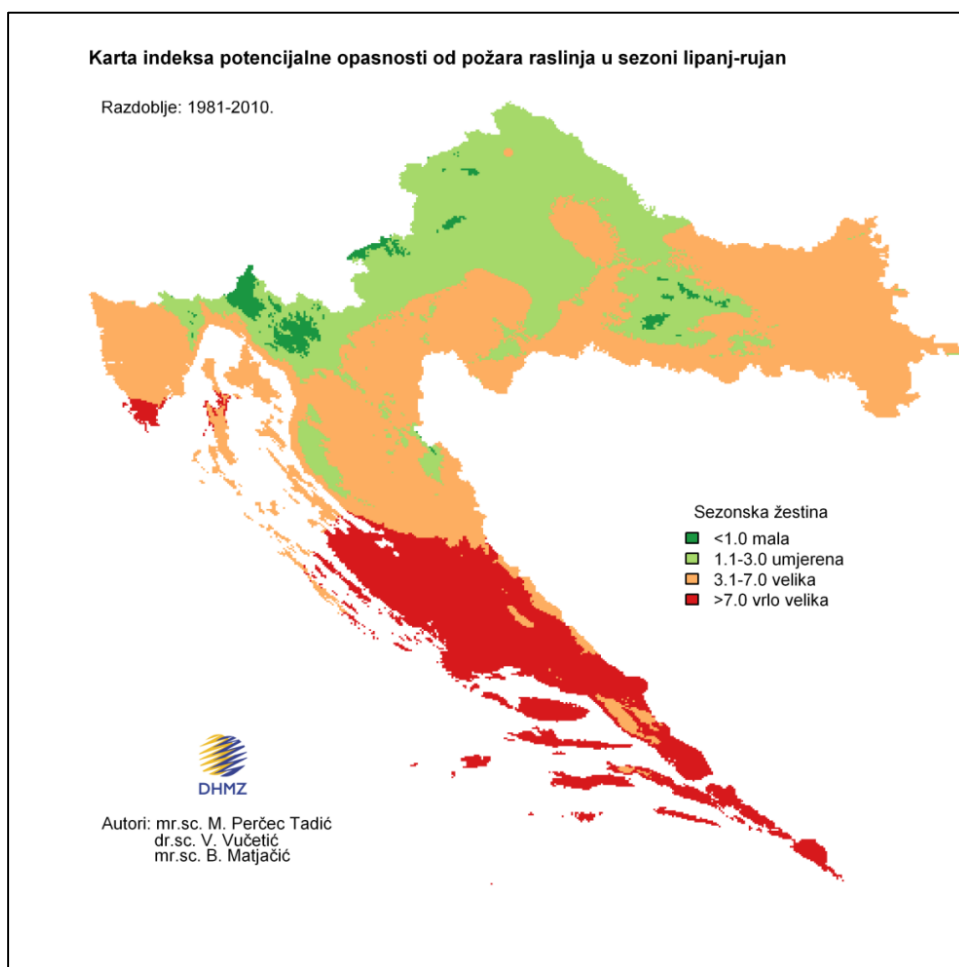 Karta indeksa potencijalne opasnosti od požara raslinja u sezoni lipanj-rujan
Razdoblje: 1981-2010.
Sezonska žestina
<1.0 mala
1.1-3.0 umjerena
3.1-7.0 velika
>7.0 vrlo velika
DHMZ
Autori: mr.sc. M. Perčec Tadić
dr.sc. V. Vučetić
mr.sc. B. Matjačić